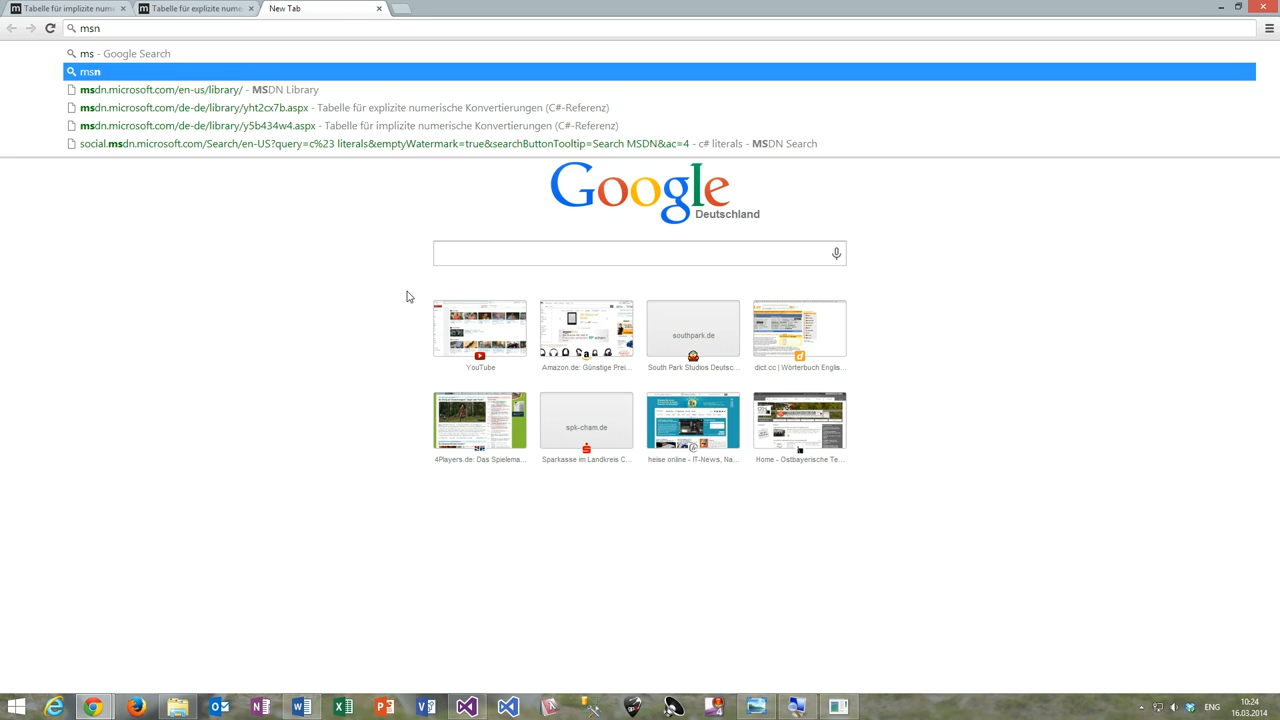 Tabelle für implizite nume
Tabelle für explizite numer
New Tab
msn
ms - Google Search
msn
msdn.microsoft.com/en-us/library/ - MSDN Library
msdn.microsoft.com/de-de/library/yht2cx7b.aspx - Tabelle für explizite numerische Konvertierungen (C#-Referenz)
msdn.microsoft.com/de-de/library/y5b434w4.aspx - Tabelle für implizite numerische Konvertierungen (C#-Referenz)
social.msdn.microsoft.com/Search/en-US?query=c%23 literals&emptyWatermark=true&searchButtonTooltip=Search MSDN&ac=4 - c# literals - MSDN Search
Google
Deutschland
southpark.de
YouTube
Amazon.de: Günstige Prei...
South Park Studios Deutsc...
dict.cc | Wörterbuch Englis...
spk-cham.de
4Players.de: Das Spielema...
Sparkasse im Landkreis C...
heise online - IT-News, Na...
Home - Ostbayerische Te...
ENG
10:24
16.03.2014